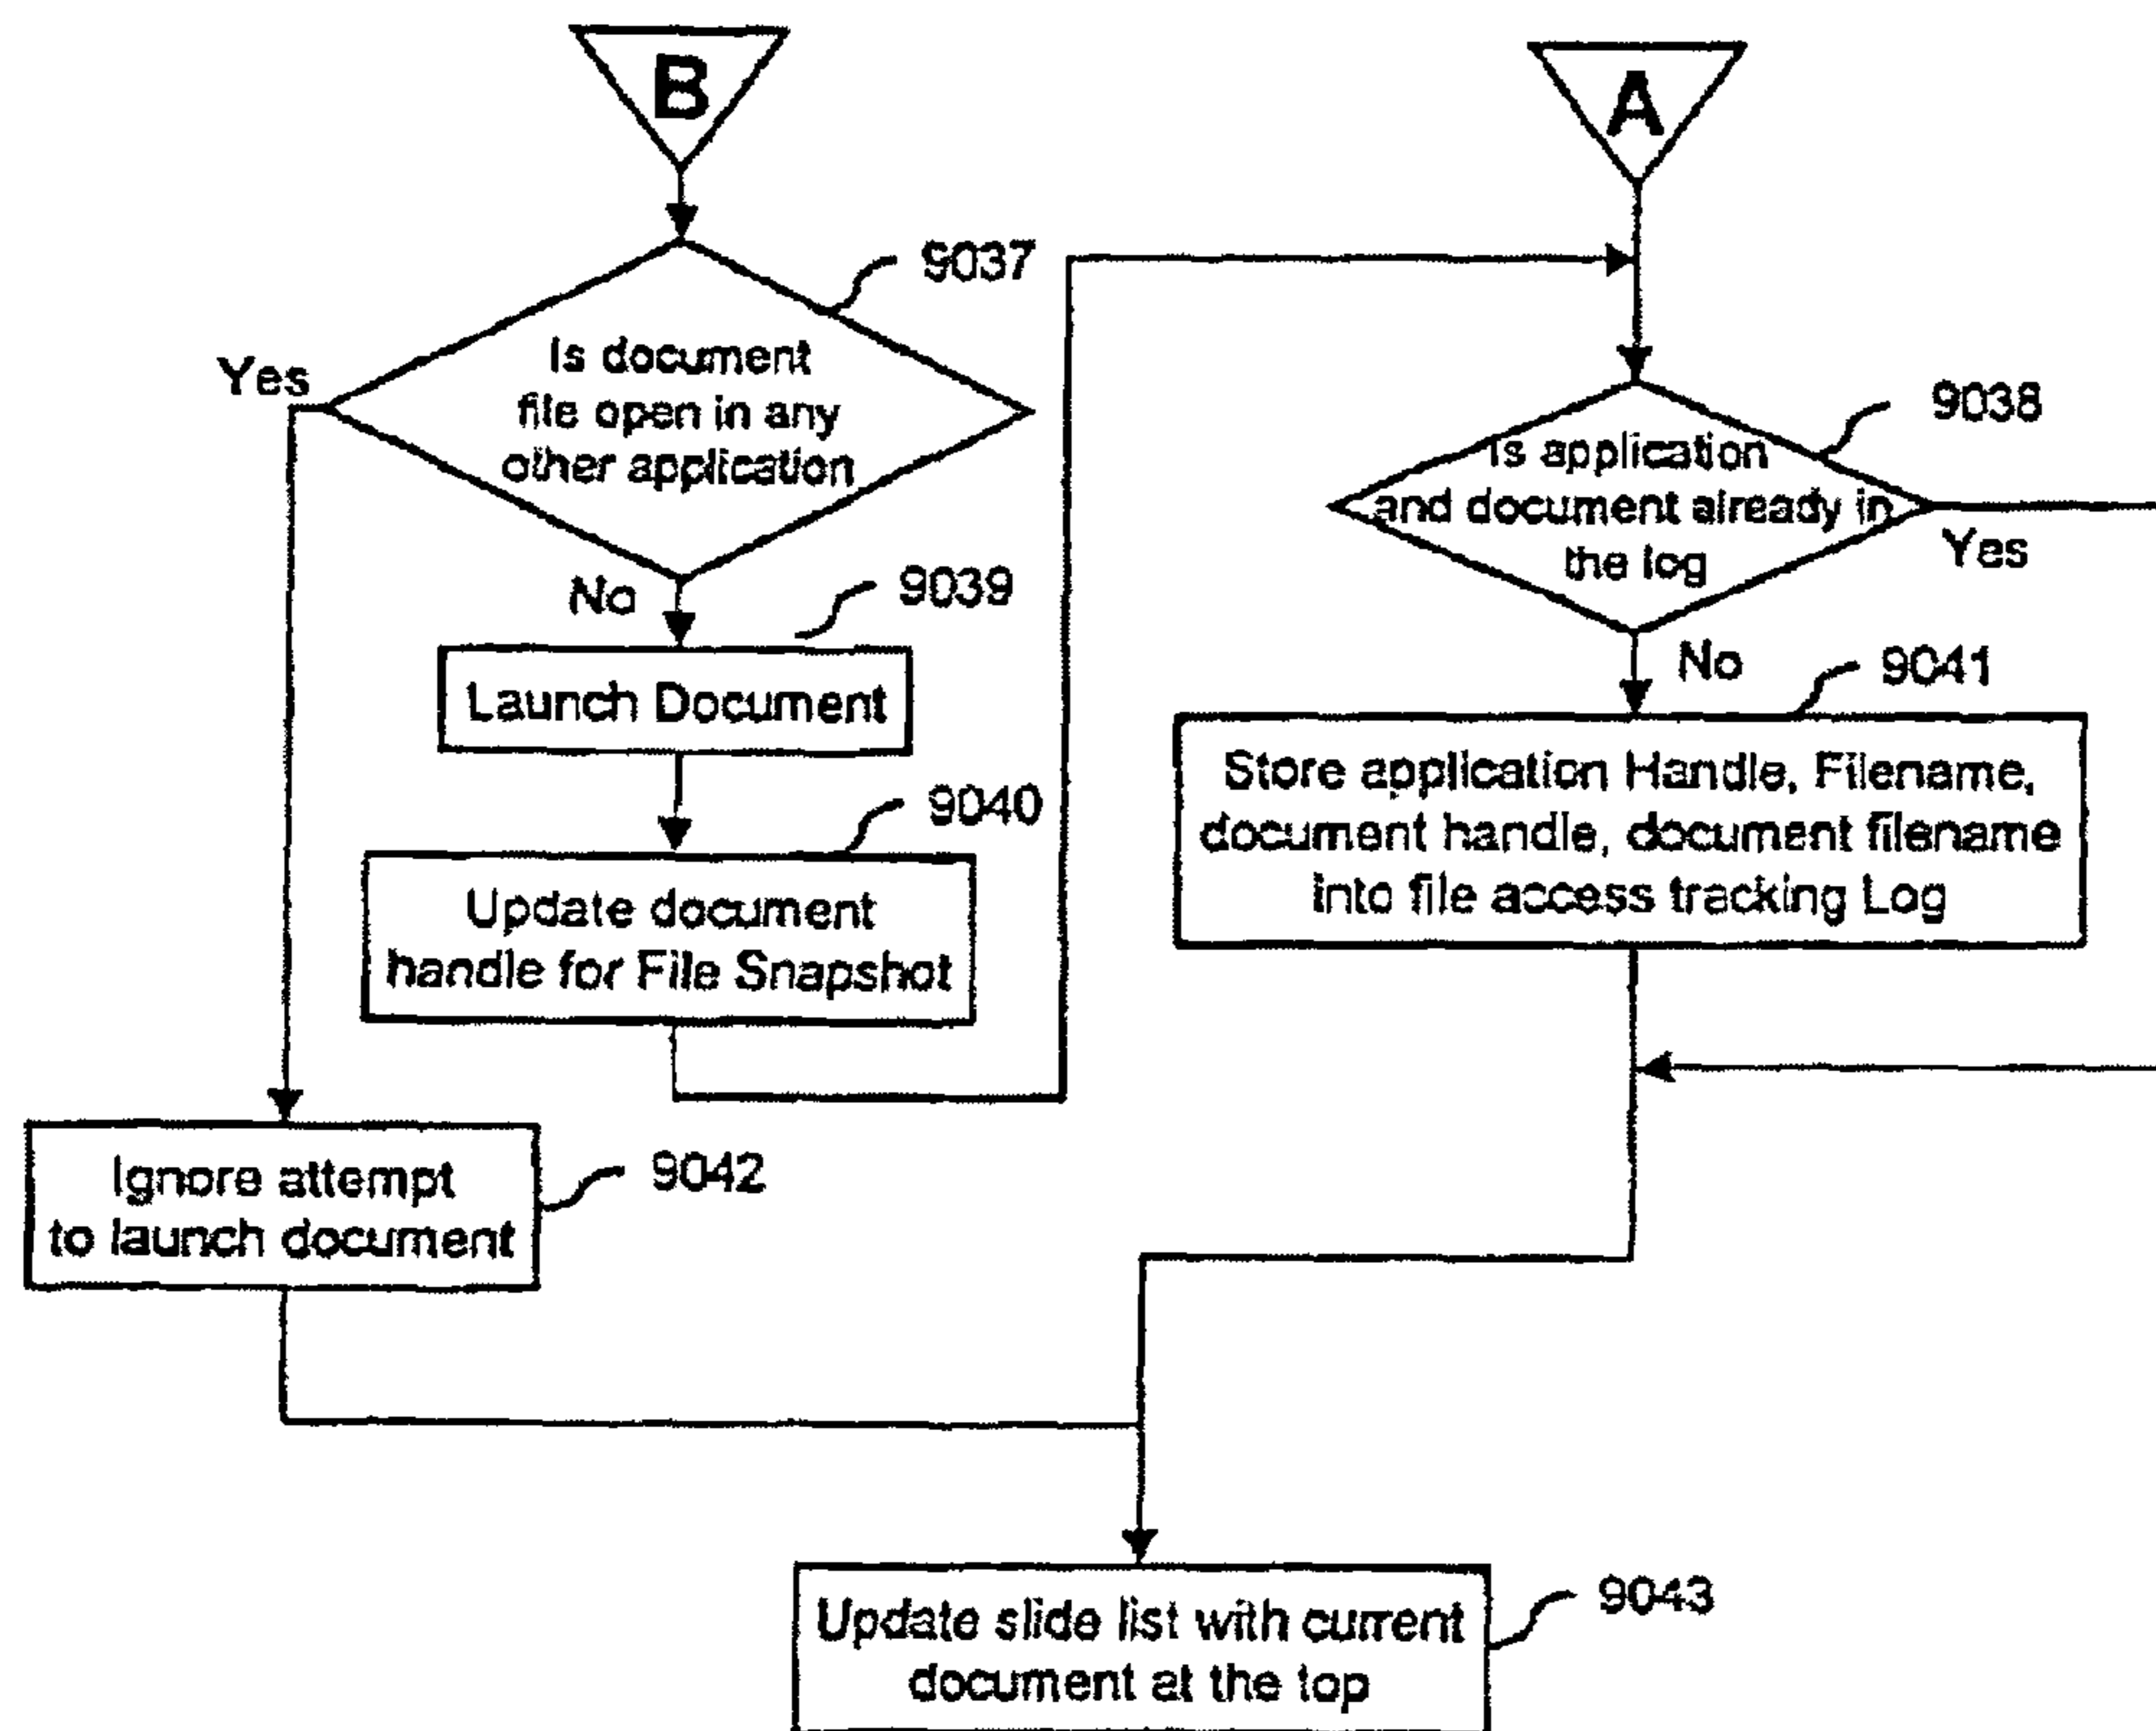 B
A
9037
Is document
file open in any
other application
Yes
9038
Is application
and document already in
the log
Yes
No
9039
No
9041
Launch Document
Store application Handle, Filename,
document handle, document filename
into file access tracking Log
9040
Update document
handle for File Snapshot
Ignore attempt
to launch document
9042
Update slide list with current
document at the top
9043